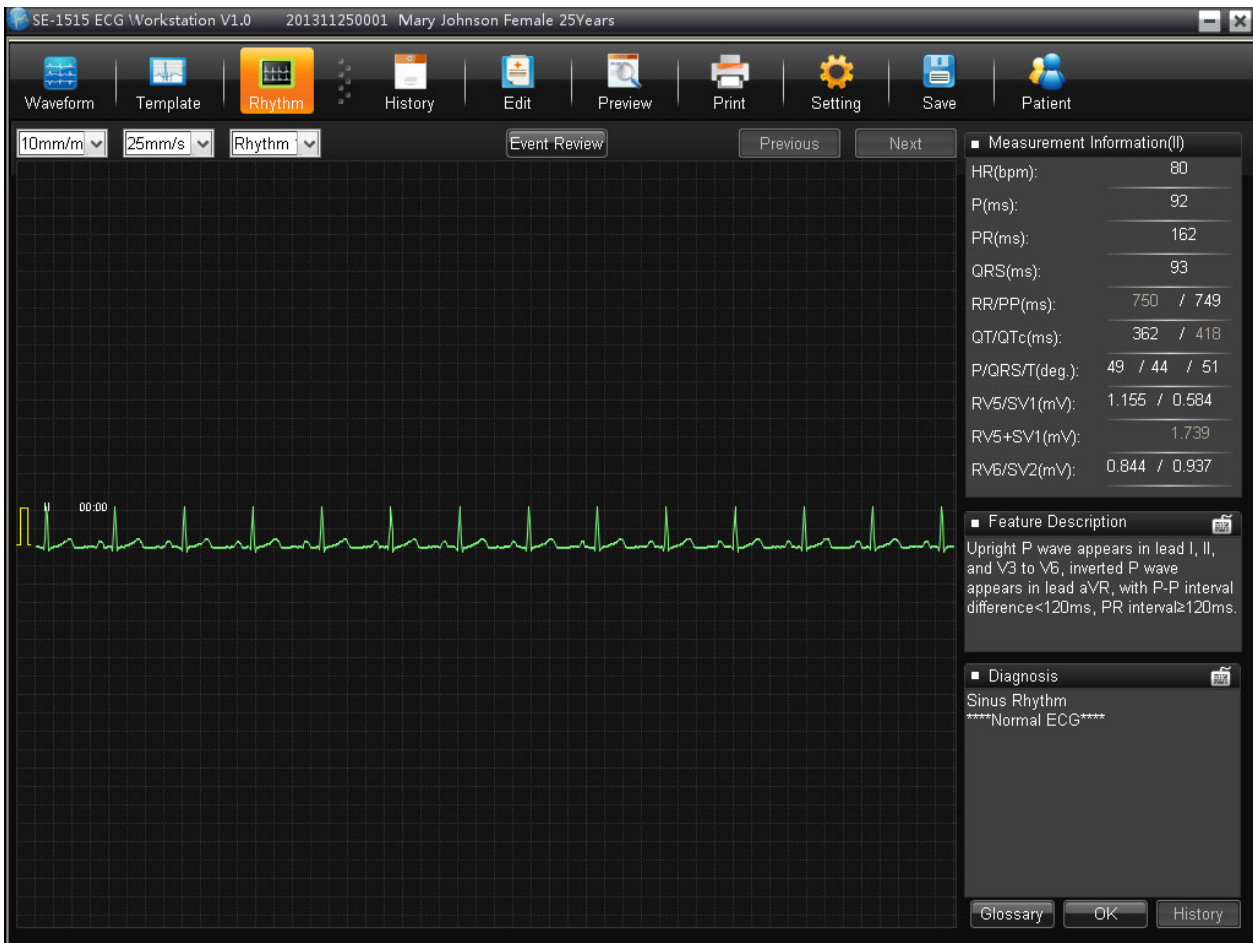 SE-1515 ECG Workstation V1.0 201311250001 Mary Johnson Female 25Years
Waveform Template Rhythm History Edit Preview Print Setting Save Patient
10mm/m 25mm/s Rhythm Event Review Previous Next
Measurement Information(II)
HR(bpm): 80
P(ms): 92
PR(ms): 162
QRS(ms): 93
RR/PP(ms): 750 / 749
QT/QTc(ms): 362 / 418
P/QRS/T(deg.): 49 / 44 / 51
RV5/SV1(mV): 1.155 / 0.584
RV5+SV1(mV): 1.739
RV6/SV2(mV): 0.844 / 0.937
II 00:00
Feature Description
Upright P wave appears in lead I, II,
and V3 to V6, inverted P wave
appears in lead aVR, with P-P interval
difference<120ms, PR interval≥120ms.
Diagnosis
Sinus Rhythm
****Normal ECG****
Glossary OK History